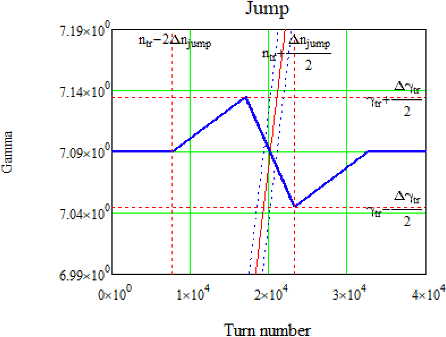 Jump
7.19×10⁰
7.14×10⁰
7.09×10⁰
7.04×10⁰
6.99×10⁰
Gamma
n_tr−2·Δn_jump
n_tr+Δn_jump/2
γ_tr+Δγ_tr/2
γ_tr−Δγ_tr/2
0×10⁰ 1×10⁴ 2×10⁴ 3×10⁴ 4×10⁴
Turn number